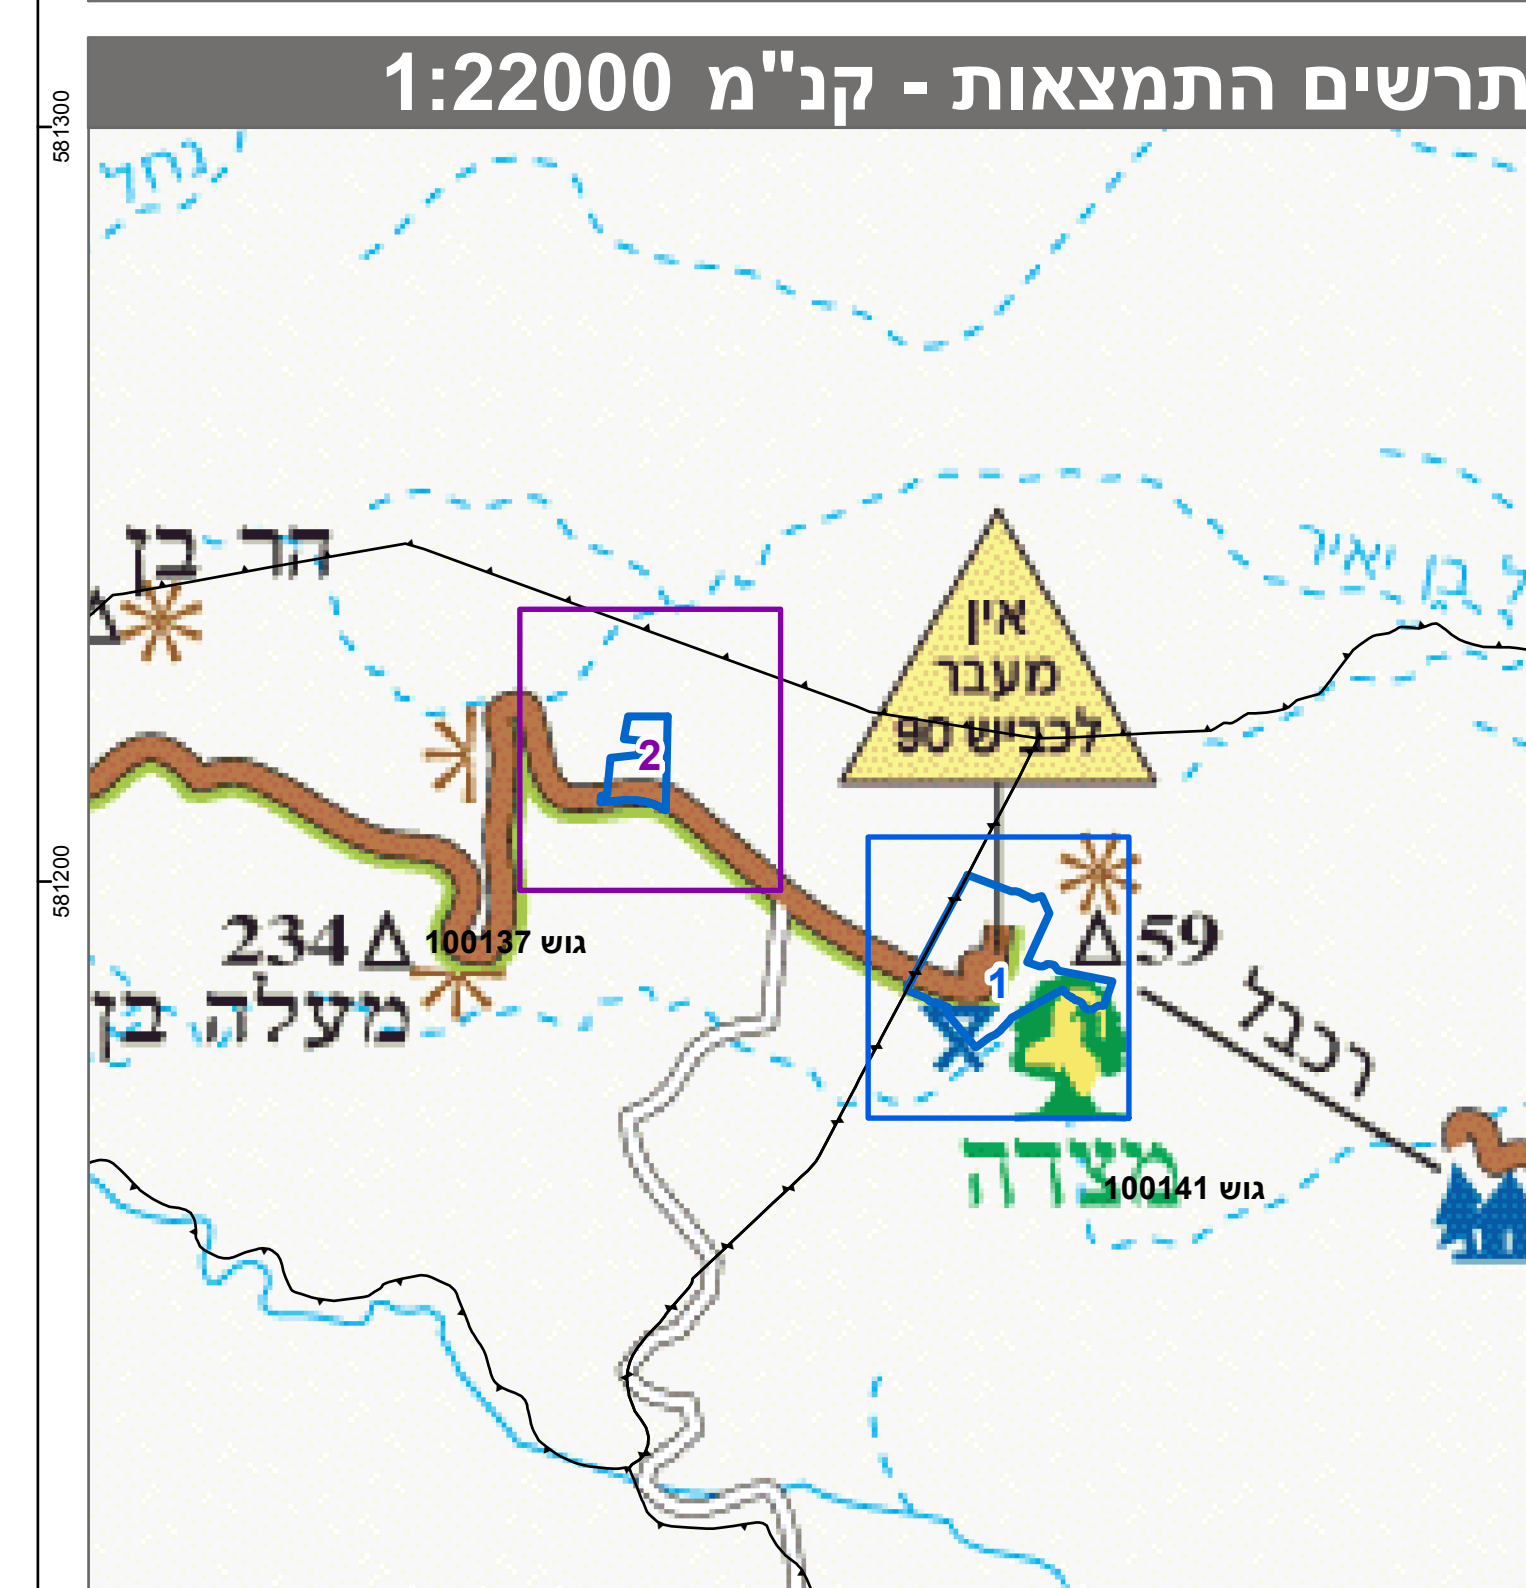 תרשים התמצאות - קנ"מ 1:22000
581300
נחל
הר בן
אין
מעבר
לכביש 90
ל בן יאיר
2
581200
234
גוש 100137
מעלה בן
1
59
רכבל
מצדה
גוש 100141